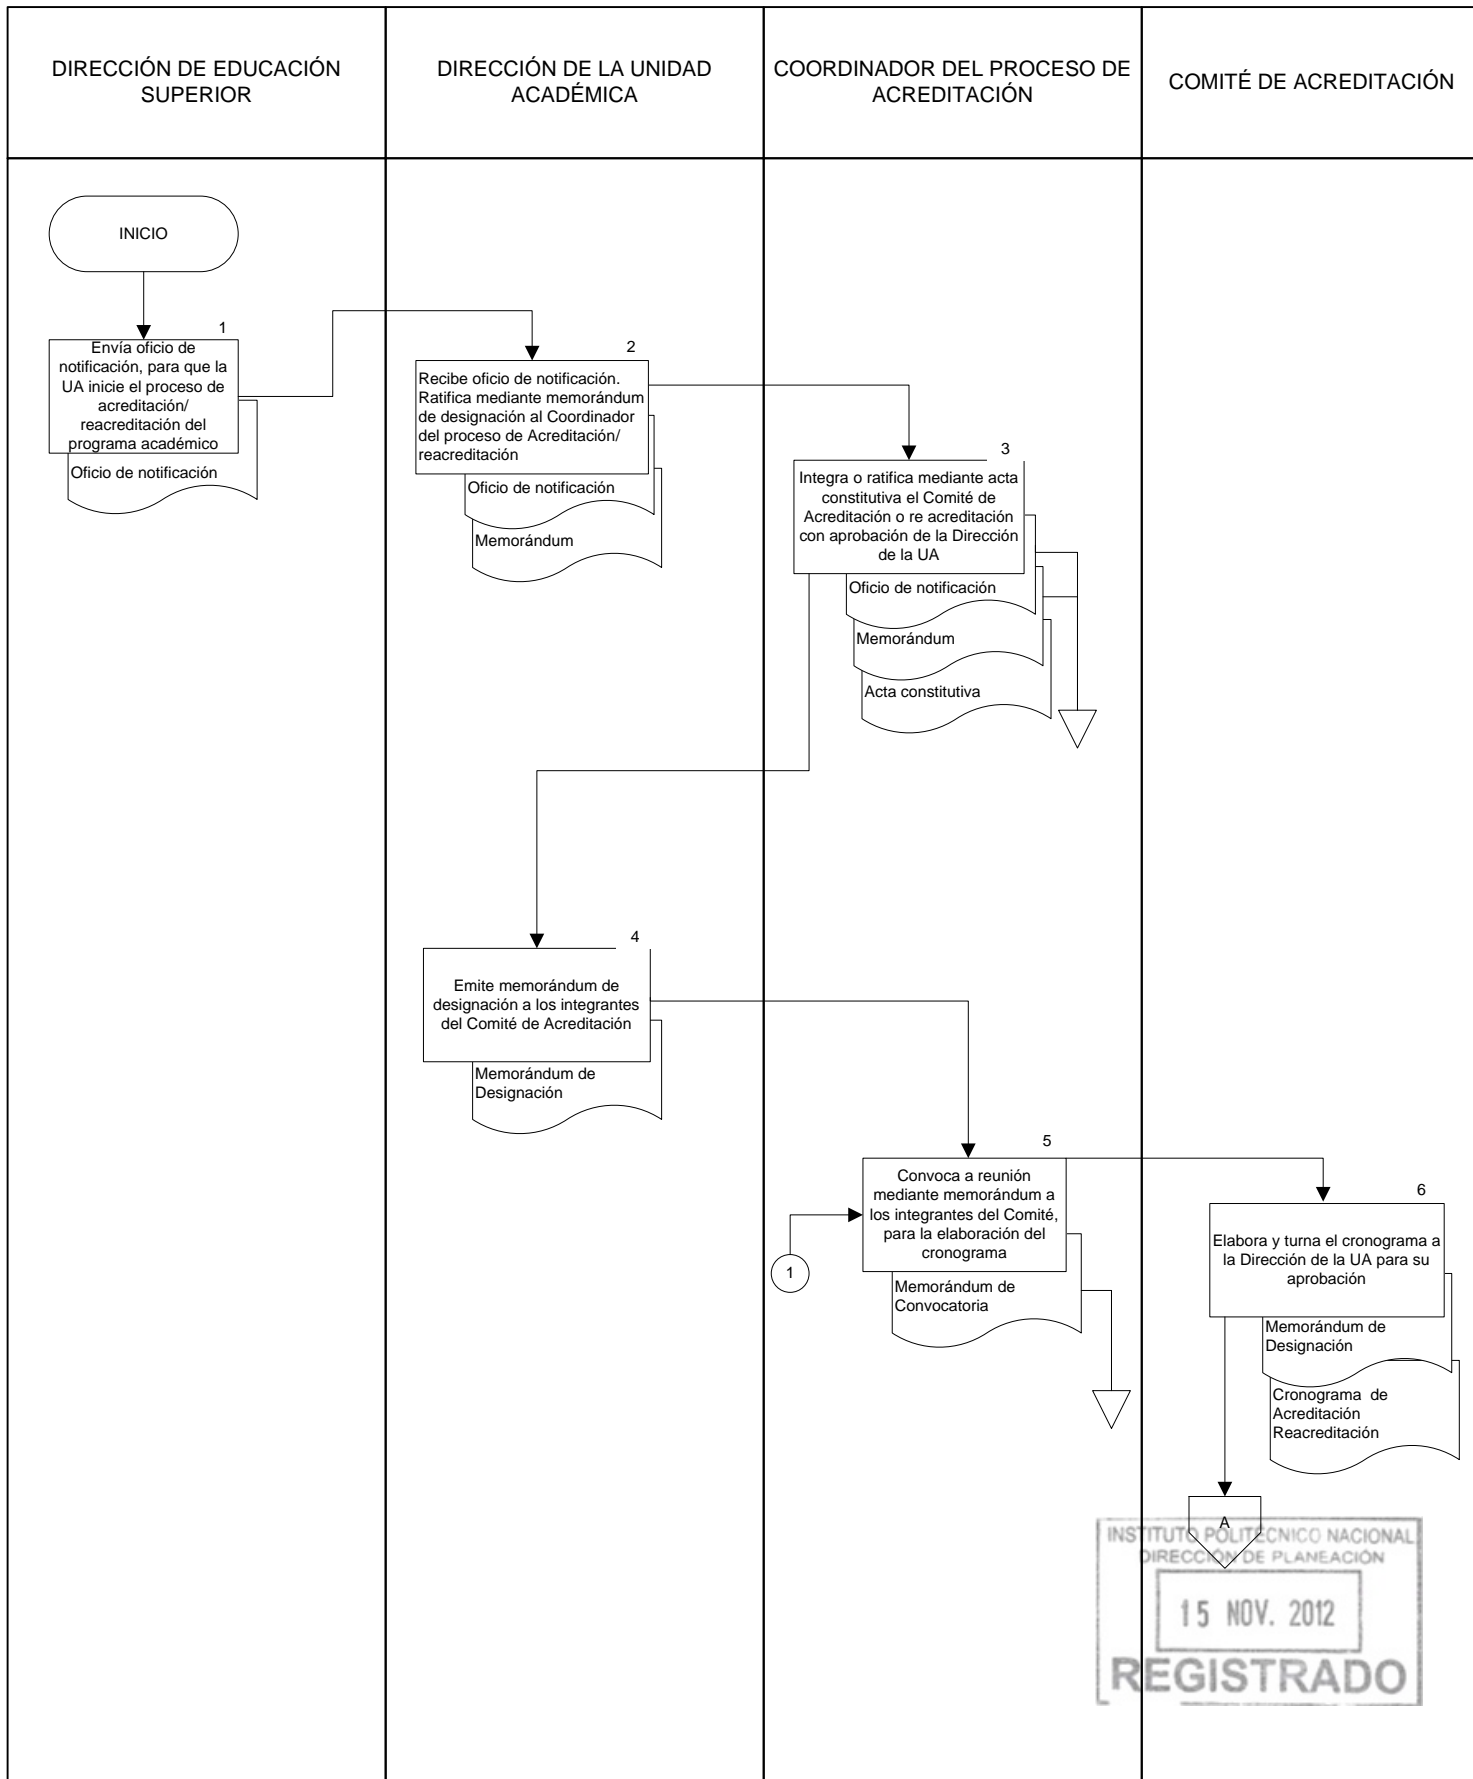 DIRECCIÓN DE EDUCACIÓN
SUPERIOR
DIRECCIÓN DE LA UNIDAD
ACADÉMICA
COORDINADOR DEL PROCESO DE
ACREDITACIÓN
COMITÉ DE ACREDITACIÓN
INICIO
1
Envía oficio de
notificación, para que la
UA inicie el proceso de
acreditación/
reacreditación del
programa académico
Oficio de notificación
2
Recibe oficio de notificación.
Ratifica mediante memorándum
de designación al Coordinador
del proceso de Acreditación/
reacreditación
Oficio de notificación
Memorándum
3
Integra o ratifica mediante acta
constitutiva el Comité de
Acreditación o re acreditación
con aprobación de la Dirección
de la UA
Oficio de notificación
Memorándum
Acta constitutiva
4
Emite memorándum de
designación a los integrantes
del Comité de Acreditación
Memorándum de
Designación
5
Convoca a reunión
mediante memorándum a
los integrantes del Comité,
para la elaboración del
cronograma
1
Memorándum de
Convocatoria
6
Elabora y turna el cronograma a
la Dirección de la UA para su
aprobación
Memorándum de
Designación
Cronograma de
Acreditación
Reacreditación
A
INSTITUTO POLITÉCNICO NACIONAL
DIRECCIÓN DE PLANEACIÓN
15 NOV. 2012
REGISTRADO